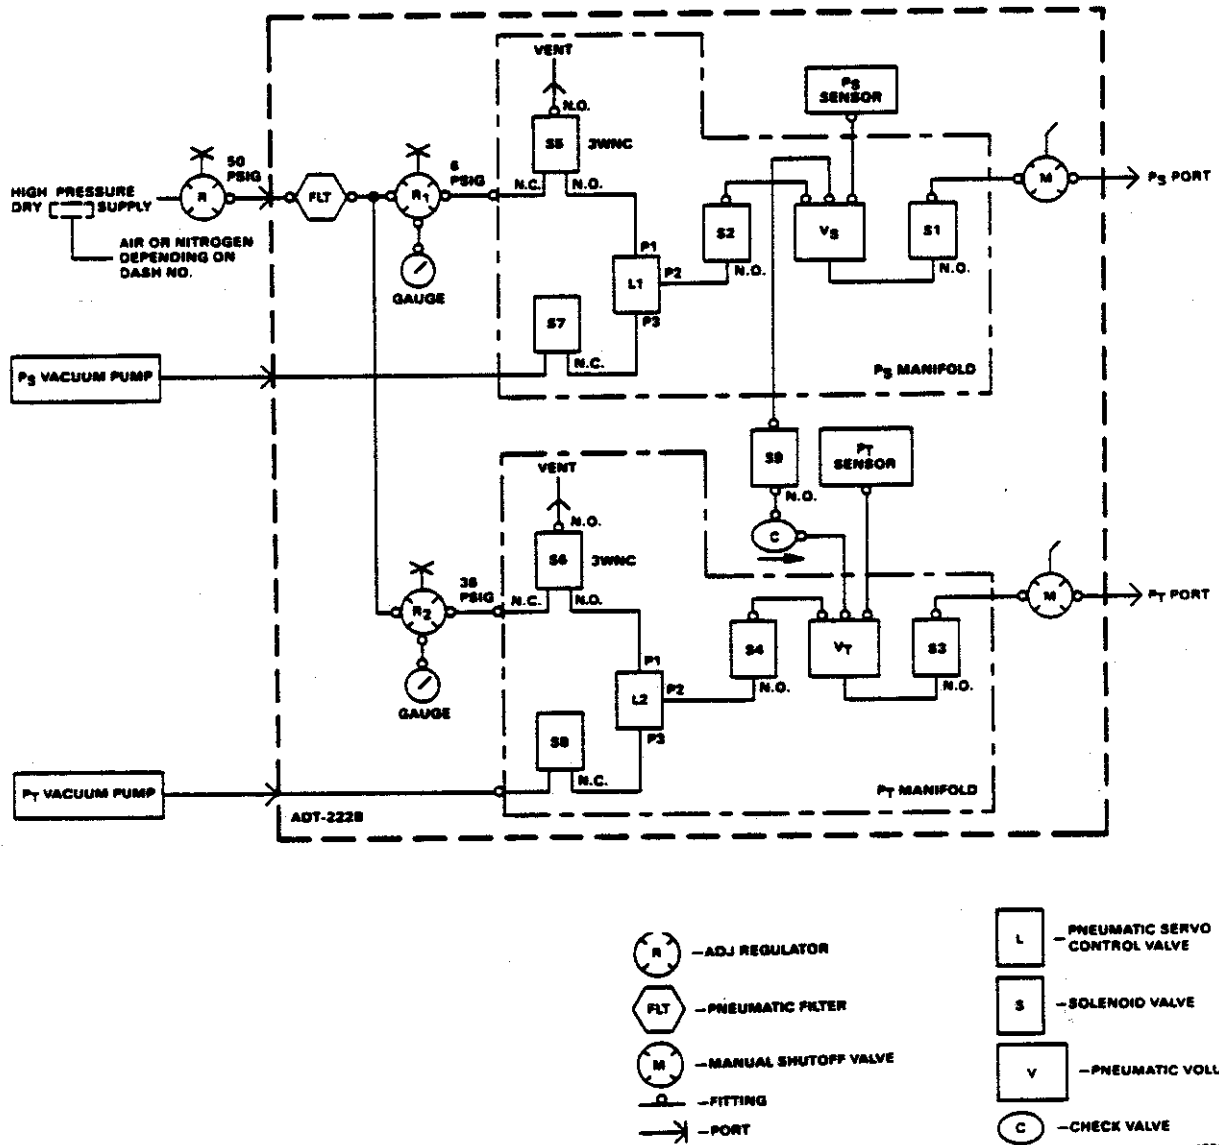 VENT
N.O.
S5
3WNC
N.C.
N.O.
PS
SENSOR
50
PSIG
6
PSIG
HIGH PRESSURE
DRY SUPPLY
R
FLT
R1
M
PS PORT
AIR OR NITROGEN
DEPENDING ON
DASH NO.
GAUGE
P1
L1
P2
P3
S2
N.O.
VS
S1
N.O.
S7
N.C.
PS VACUUM PUMP
PS MANIFOLD
S9
N.O.
PT
SENSOR
C
VENT
N.O.
S6
3WNC
N.C.
N.O.
R2
PSIG
GAUGE
M
PT PORT
P1
L2
P2
P3
S4
N.O.
VT
S3
N.O.
S8
N.C.
PT VACUUM PUMP
PT MANIFOLD
ADT-222B
R
–ADJ REGULATOR
FLT
–PNEUMATIC FILTER
M
–MANUAL SHUTOFF VALVE
–FITTING
–PORT
L
–PNEUMATIC SERVO
CONTROL VALVE
S
–SOLENOID VALVE
V
–PNEUMATIC VOLU
C
–CHECK VALVE